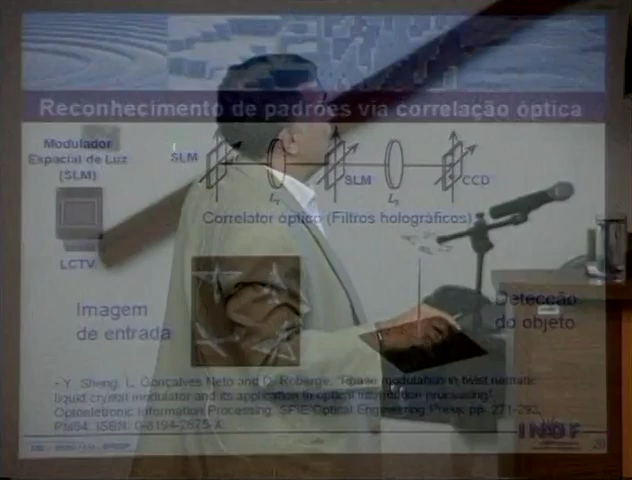 Reconhecimento de padrões via correlação óptica
Modulador
Espacial de Luz
(SLM)
SLM
SLM
CCD
L₁
LCTV
Correlator óptico (Filtros holográficos)
Imagem
de entrada
Detecção
do objeto
- Y. Sheng, L. Gonçalves Neto and D. Roberge, "Phase modulation in twist nematic
liquid crystal modulator and its application to optical information processing".
Optoeletronic Information Processing. SPIE Optical Engineering Press, pp. 271-292,
ISBN: 0-8194-2675-X.